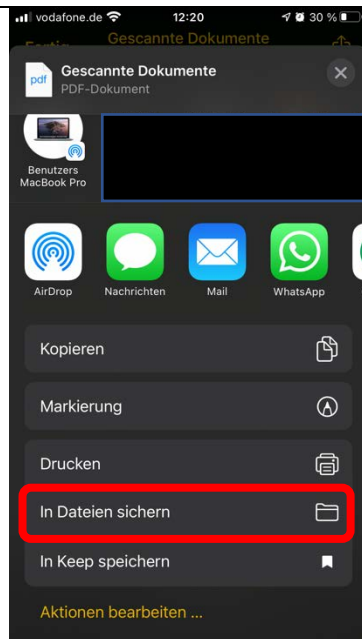 vodafone.de 12:20 30 %
Fertig Gescannte Dokumente
pdf
Gescannte Dokumente
PDF-Dokument
Benutzers
MacBook Pro
AirDrop Nachrichten Mail WhatsApp
Kopieren
Markierung
Drucken
In Dateien sichern
In Keep speichern
Aktionen bearbeiten ...